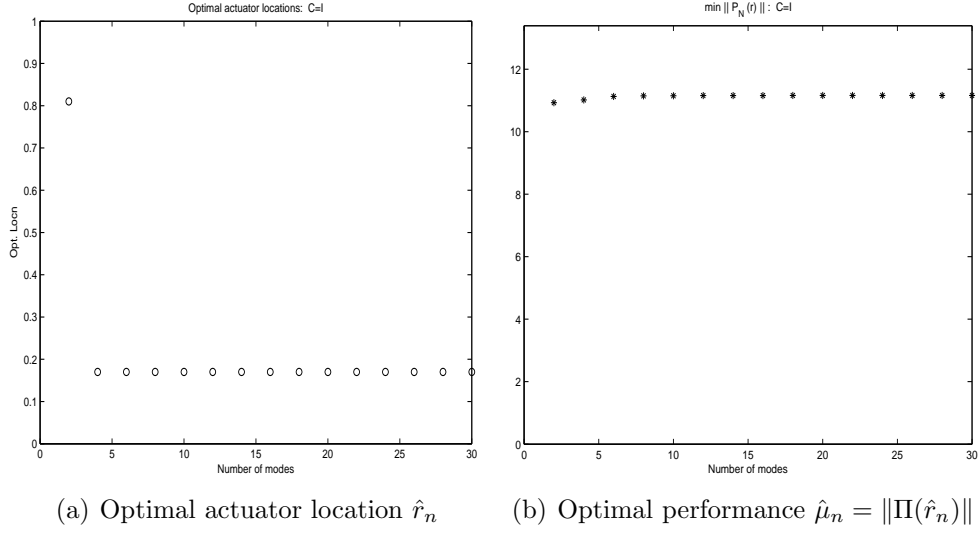 Optimal actuator locations: C=I
1
0.9
0.8
0.7
0.6
0.5
0.4
0.3
0.2
0.1
0
Opt. Locn
0 5 10 15 20 25 30
Number of modes
(a) Optimal actuator location r̂_n
min || P_N (r) || : C=I
12
10
8
6
4
2
0
0 5 10 15 20 25 30
Number of modes
(b) Optimal performance μ̂_n = ‖Π(r̂_n)‖